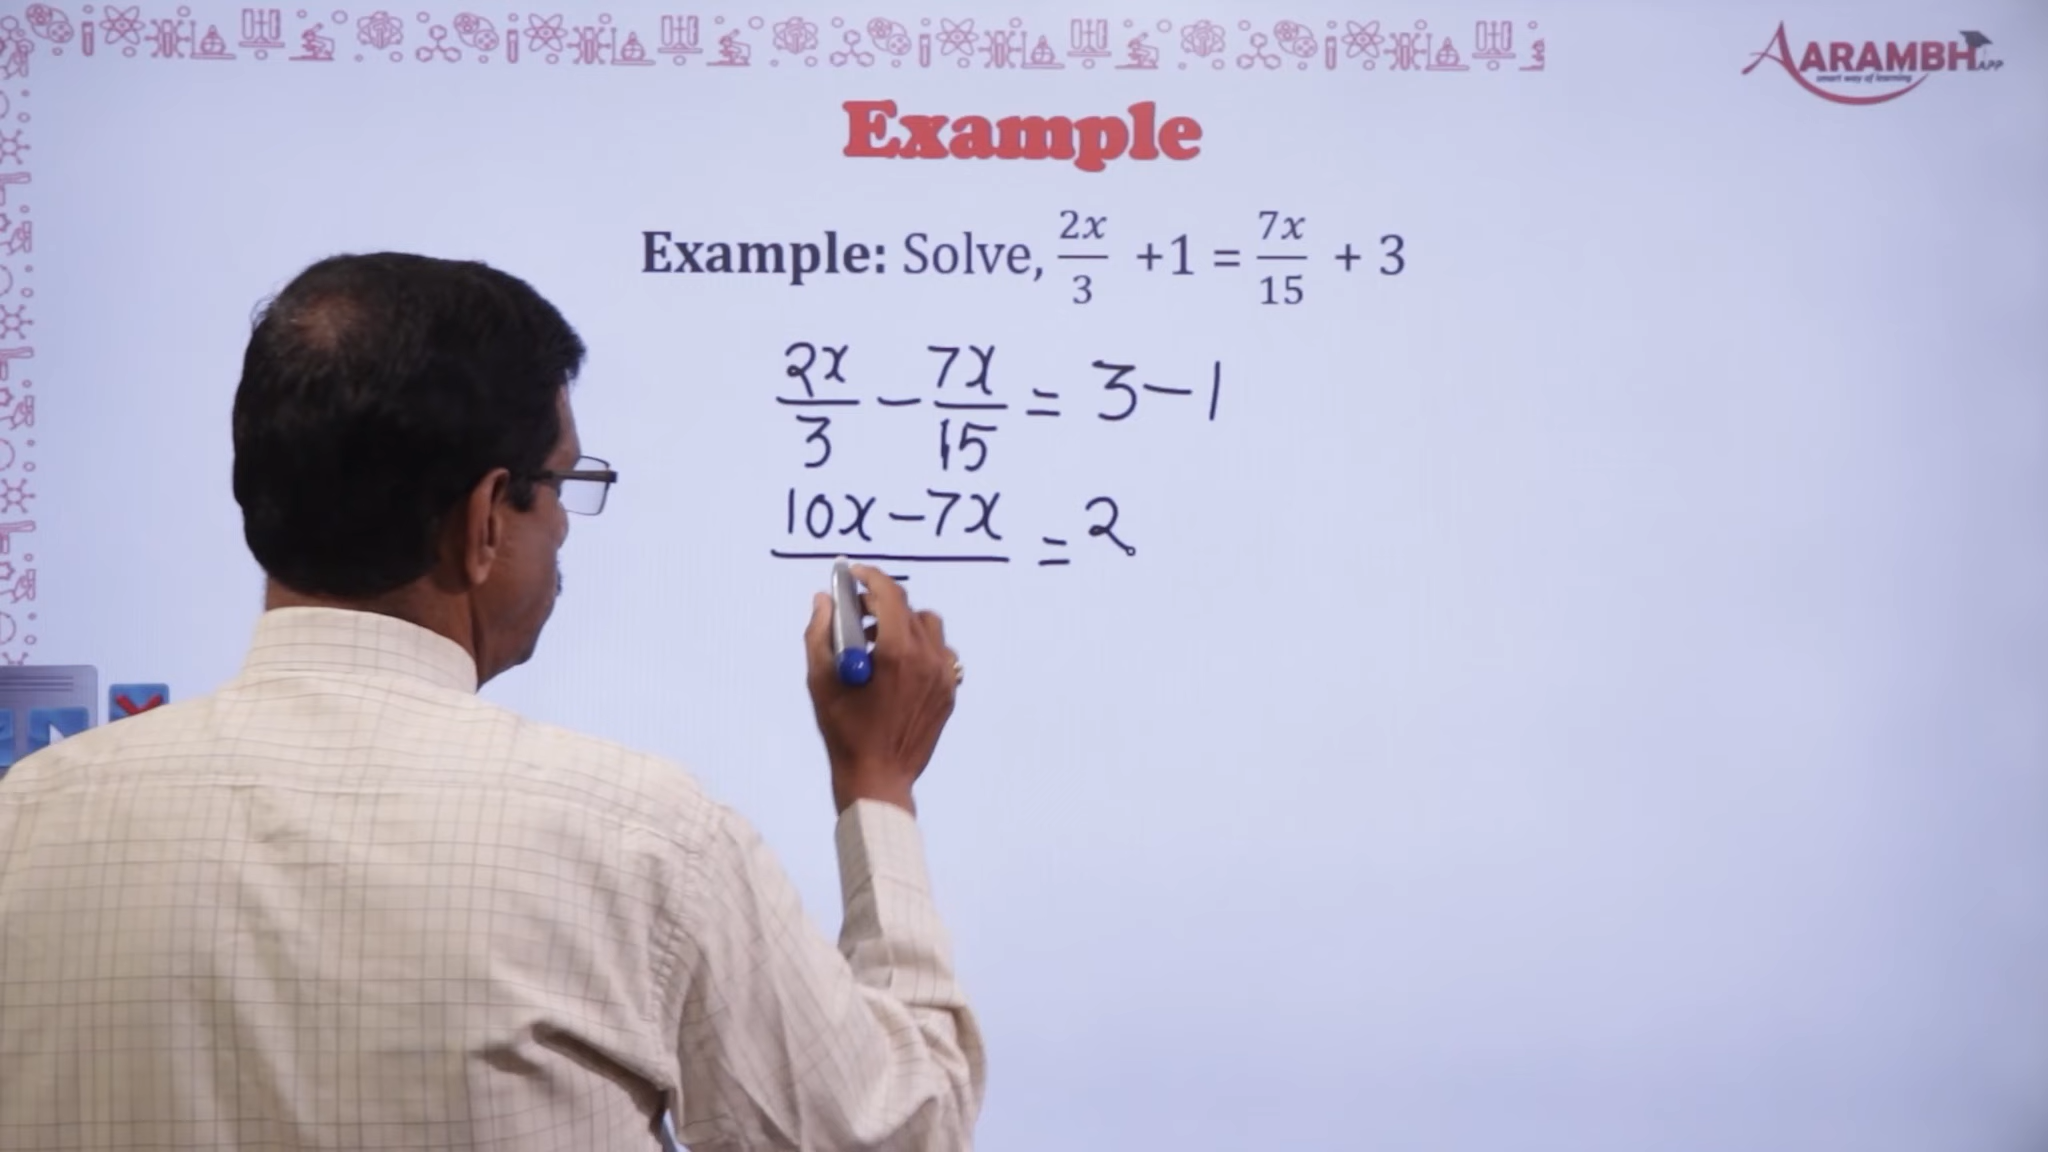 AARAMBH APP
smart way of learning
Example
Example: Solve, 2x/3 +1 = 7x/15 + 3
2x/3 − 7x/15 = 3−1
10x−7x = 2